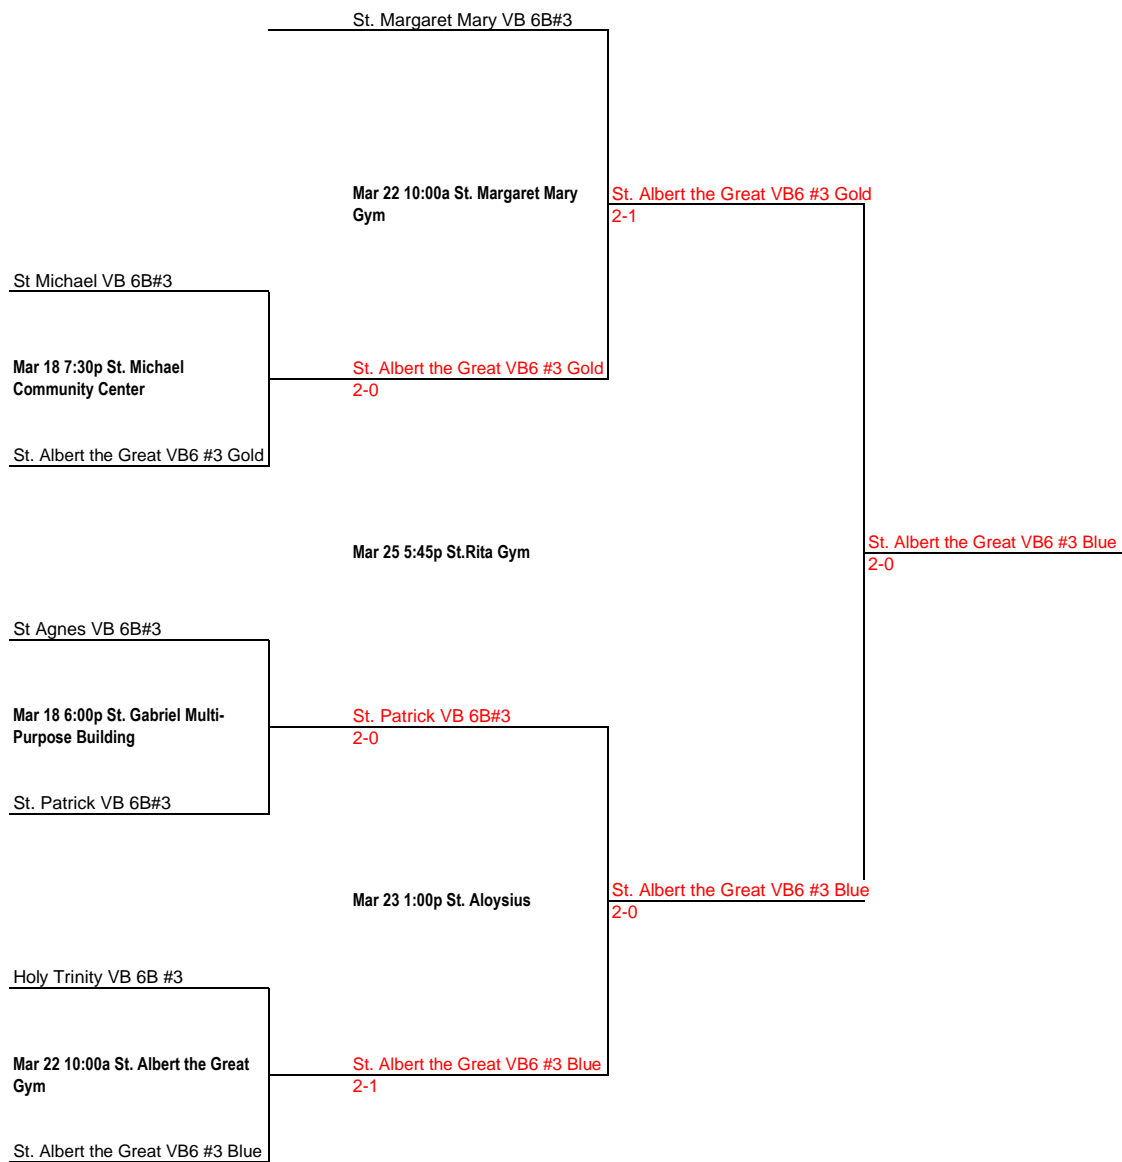 St. Margaret Mary VB 6B#3
Mar 22 10:00a St. Margaret Mary
Gym
St. Albert the Great VB6 #3 Gold
2-1
St Michael VB 6B#3
Mar 18 7:30p St. Michael
Community Center
St. Albert the Great VB6 #3 Gold
2-0
St. Albert the Great VB6 #3 Gold
Mar 25 5:45p St.Rita Gym
St. Albert the Great VB6 #3 Blue
2-0
St Agnes VB 6B#3
Mar 18 6:00p St. Gabriel Multi-
Purpose Building
St. Patrick VB 6B#3
2-0
St. Patrick VB 6B#3
Mar 23 1:00p St. Aloysius
St. Albert the Great VB6 #3 Blue
2-0
Holy Trinity VB 6B #3
Mar 22 10:00a St. Albert the Great
Gym
St. Albert the Great VB6 #3 Blue
2-1
St. Albert the Great VB6 #3 Blue